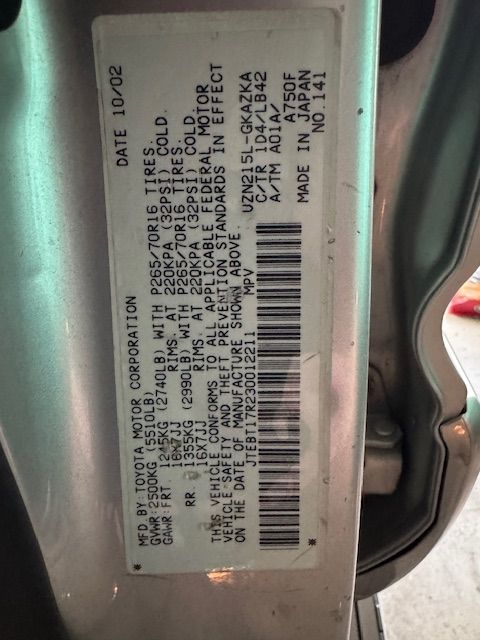 MFD BY: TOYOTA MOTOR CORPORATION DATE 10/02
GVWR: 2500KG (5510LB)
GAWR: FRT. 1245KG (2740LB) WITH P265/70R16 TIRES.
16X7JJ RIMS. AT 220KPA (32PSI) COLD.
RR. 1355KG (2990LB) WITH P265/70R16 TIRES.
16X7JJ RIMS. AT 220KPA (32PSI) COLD.
THIS VEHICLE CONFORMS TO ALL APPLICABLE FEDERAL MOTOR
VEHICLE SAFETY AND THEFT PREVENTION STANDARDS IN EFFECT
ON THE DATE OF MANUFACTURE SHOWN ABOVE.
JTEBT17R230012211 MPV
UZN215L-GKAZKA
C/TR 1D4/LB42
A/TM A01A/ A750F
MADE IN JAPAN
NO.141